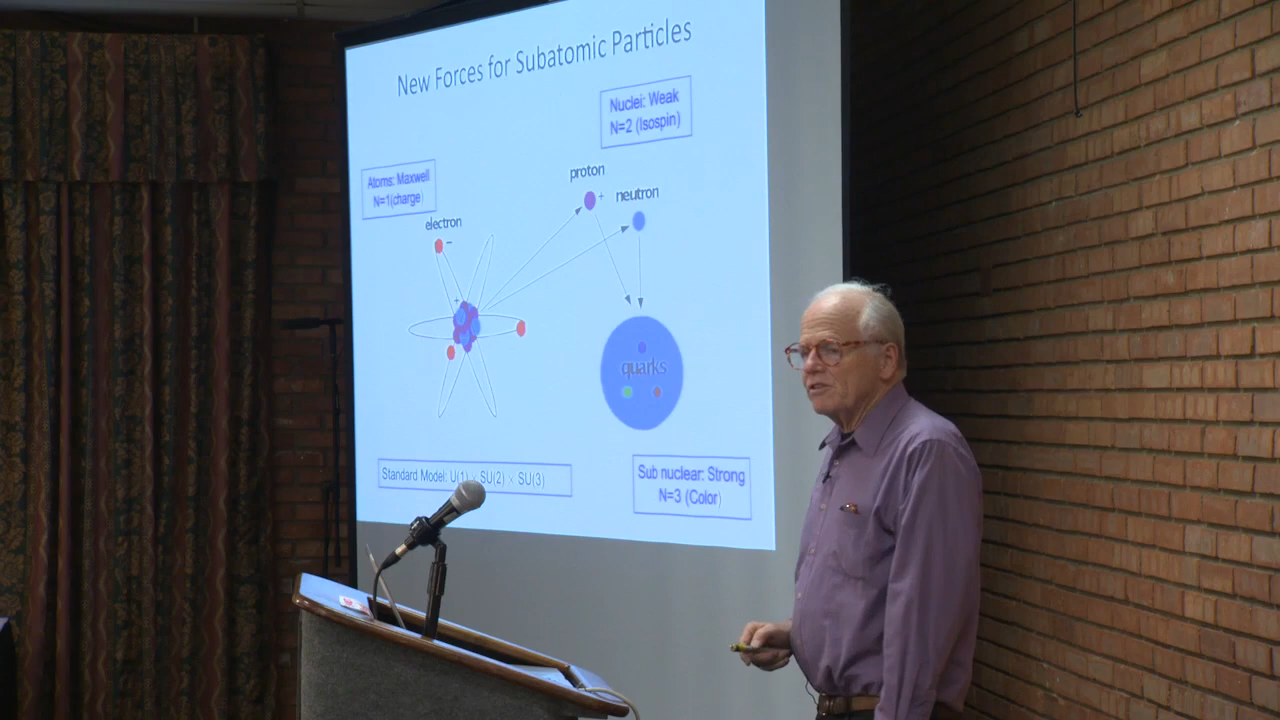 New Forces for Subatomic Particles
Nuclei: Weak
N=2 (Isospin)
Atoms: Maxwell
N=1(charge)
proton
+
neutron
electron
−
+
quarks
Standard Model: U(1) × SU(2) × SU(3)
Sub nuclear: Strong
N=3 (Color)